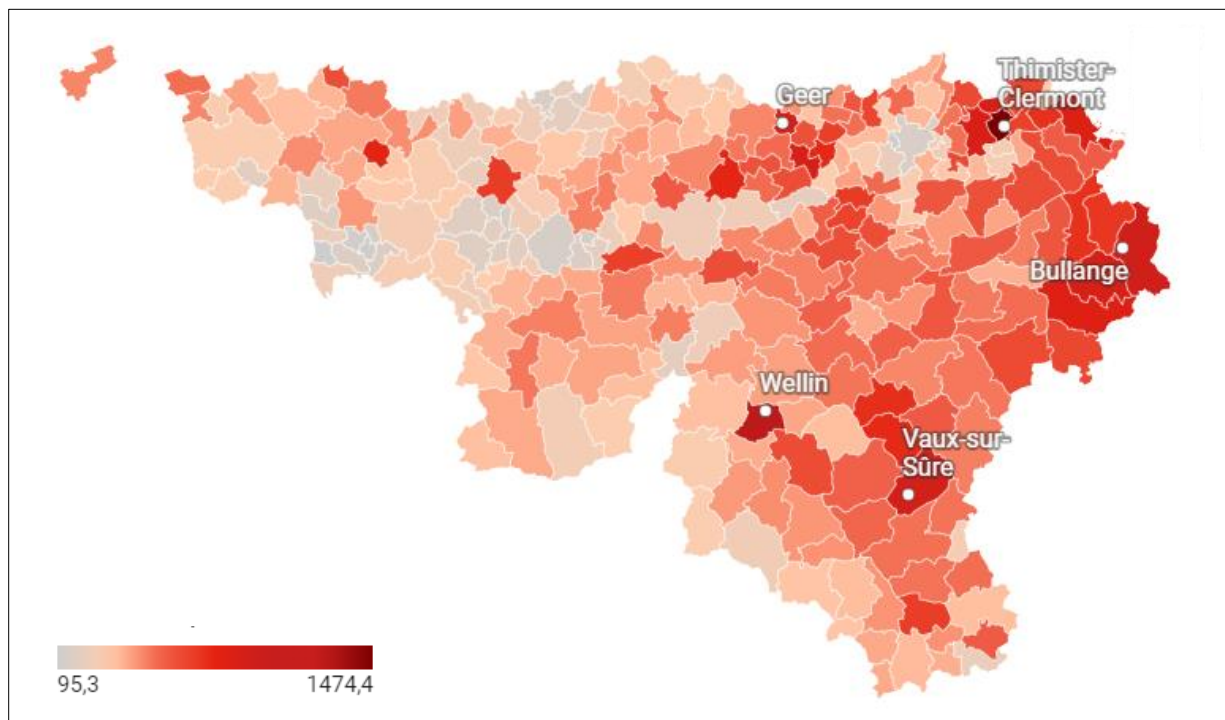 Geer
Thimister-
Clermont
Bullange
Wellin
Vaux-sur-
Sûre
-
95,3
1474,4